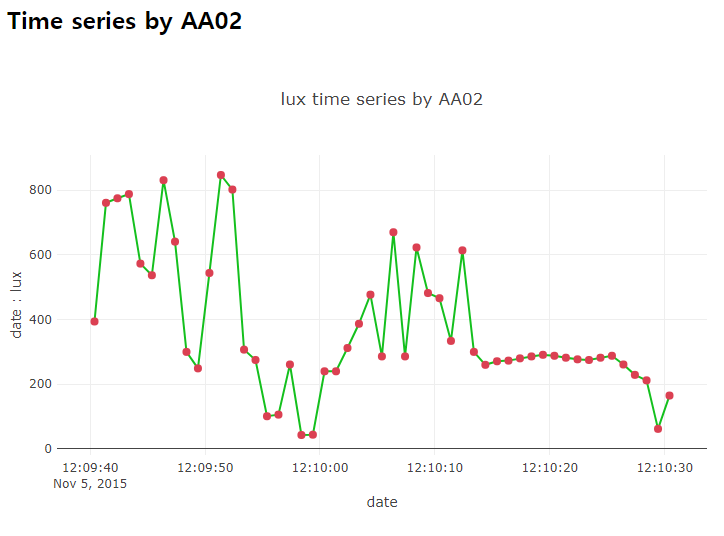 Time series by AA02
lux time series by AA02
date : lux
800
600
400
200
0
12:09:40 12:09:50 12:10:00 12:10:10 12:10:20 12:10:30
Nov 5, 2015
date